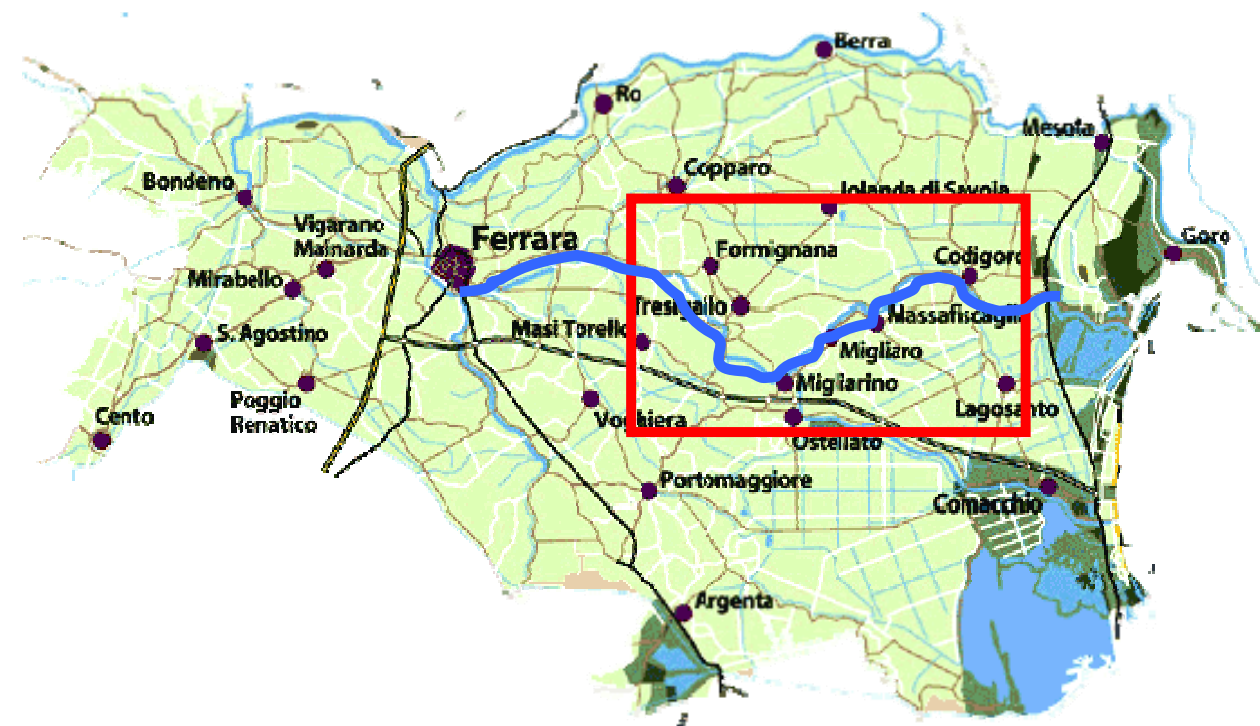 Berra
Ro
Mesola
Copparo
Bondeno
Jolanda di Savoia
Vigarano
Mainarda
Ferrara
Goro
Formignana
Codigoro
Mirabello
Tresigallo
Massafiscaglia
S. Agostino
Masi Torello
Migliaro
Migliarino
Poggio
Renatico
Lagosanto
Cento
Voghiera
Ostellato
Portomaggiore
Comacchio
Argenta